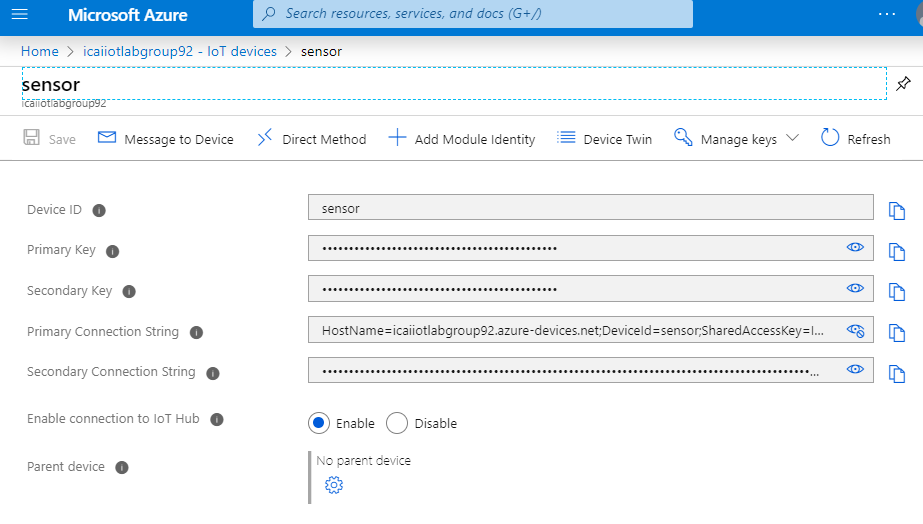 Microsoft Azure
Search resources, services, and docs (G+/)
...
Home > icaiiotlabgroup92 - IoT devices > sensor
sensor
icaiiotlabgroup92
Save Message to Device Direct Method Add Module Identity Device Twin Manage keys Refresh
Device ID sensor
Primary Key ••••••••••••••••••••••••••••••••••••••••••••
Secondary Key ••••••••••••••••••••••••••••••••••••••••••••
Primary Connection String HostName=icaiiotlabgroup92.azure-devices.net;DeviceId=sensor;SharedAccessKey=I...
Secondary Connection String ••••••••••••••••••••••••••••••••••••••••••••••••••••••••••••••••••••••••••••••••••••••••••...
Enable connection to IoT Hub Enable Disable
Parent device No parent device